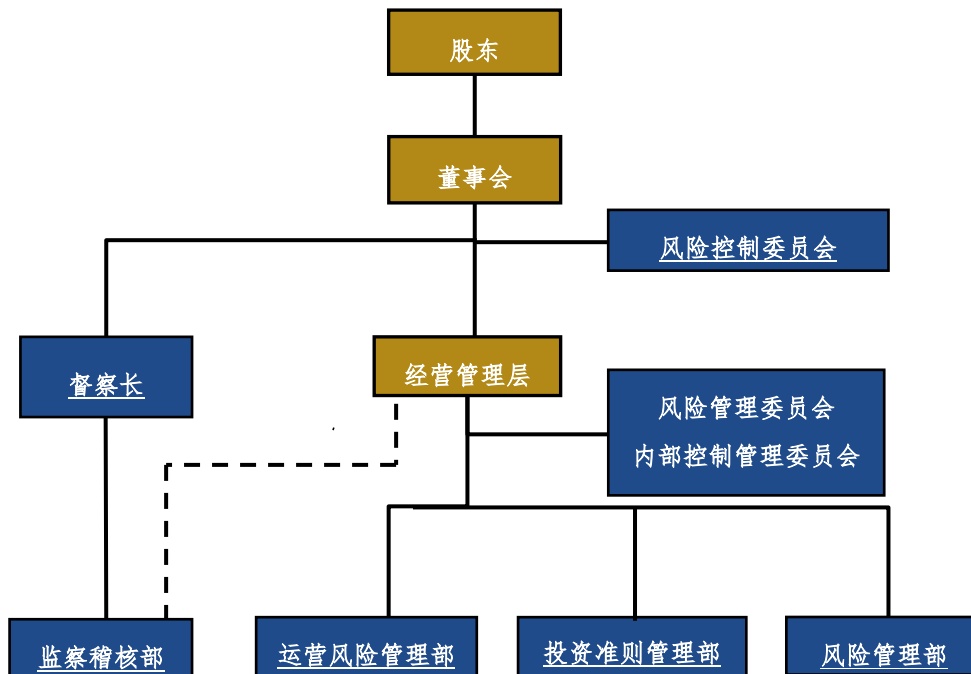 股东
董事会
风险控制委员会
督察长
经营管理层
风险管理委员会
内部控制管理委员会
监察稽核部
运营风险管理部
投资准则管理部
风险管理部